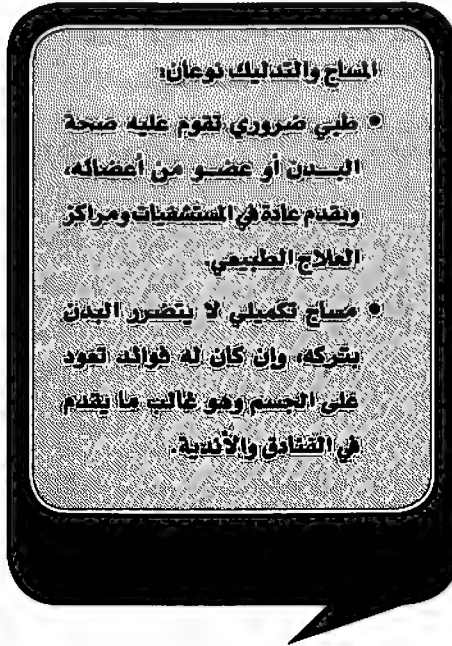 المساج والتدليك نوعان:
• طبي ضروري تقوم عليه صحة
البـــدن أو عضـــو من أعضائه،
ويقدم عادة في المستشفيات ومراكز
العلاج الطبيعي.
• مساج تكميلي لا يتضرر البدن
بتركه، وإن كان له فوائد تعود
على الجسم وهو غالب ما يقدم
في الفنادق والأندية.